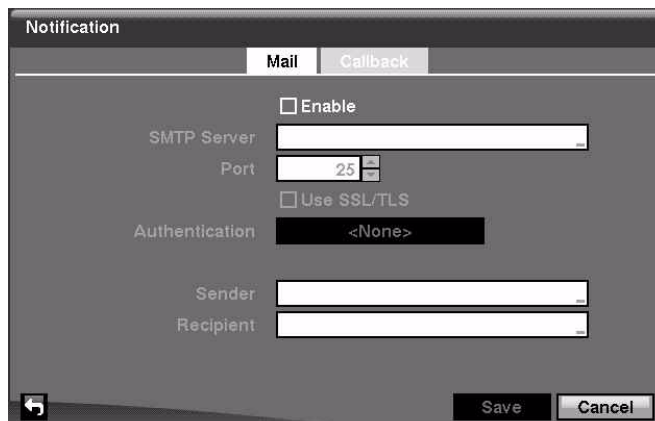 Notification
Mail Callback
Enable
SMTP Server
Port 25
Use SSL/TLS
Authentication <None>
Sender
Recipient
Save Cancel